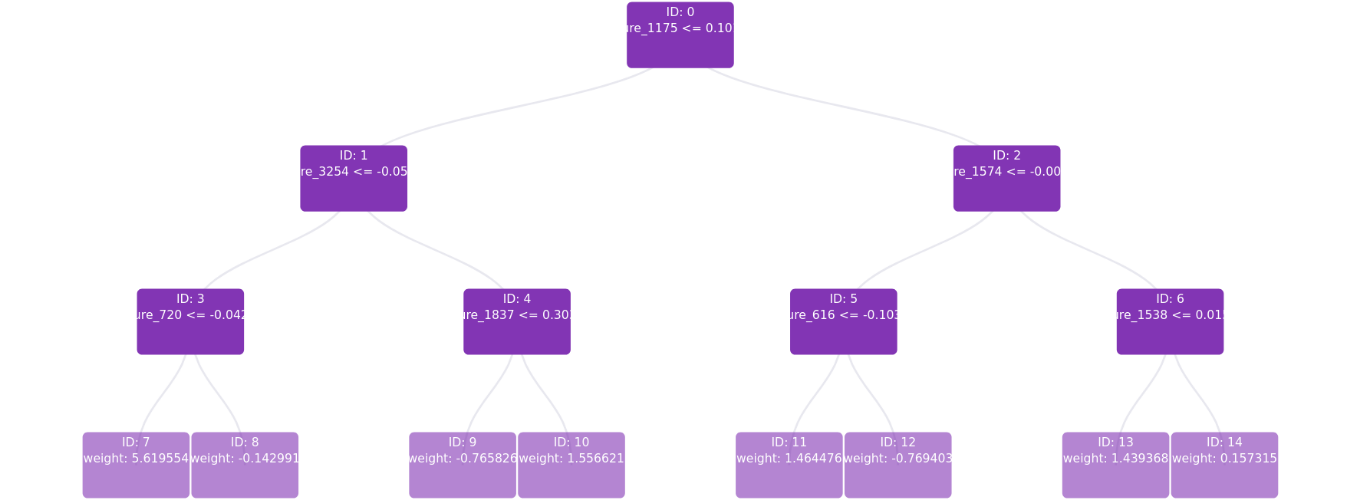 ID: 0
ure_1175 <= 0.10
ID: 1
re_3254 <= -0.05
ID: 2
re_1574 <= -0.00
ID: 3
ure_720 <= -0.042
ID: 4
ure_1837 <= 0.30
ID: 5
ure_616 <= -0.103
ID: 6
ure_1538 <= 0.01
ID: 7
weight: 5.619554
ID: 8
weight: -0.142991
ID: 9
weight: -0.765826
ID: 10
weight: 1.556621
ID: 11
weight: 1.464476
ID: 12
weight: -0.769403
ID: 13
weight: 1.439368
ID: 14
weight: 0.157315